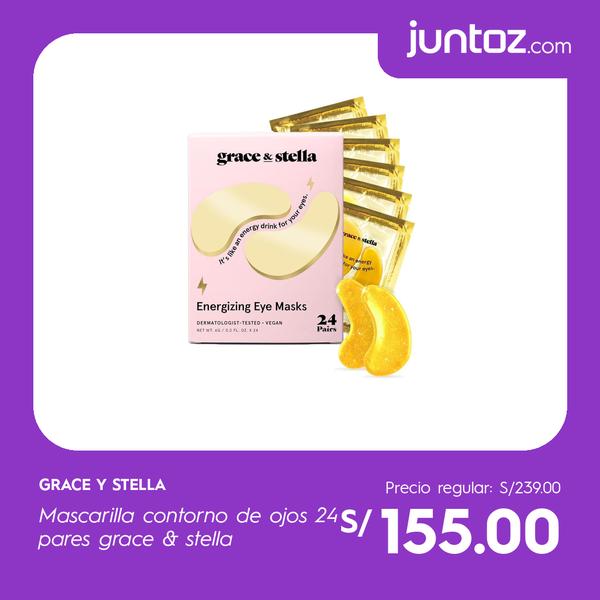 juntoz.com
grace & stella
It's like an energy drink for your eyes.
Energizing Eye Masks
DERMATOLOGIST-TESTED • VEGAN
24
Pairs
grace & stella
GRACE Y STELLA
Precio regular: S/239.00
Mascarilla contorno de ojos 24
pares grace & stella
S/155.00